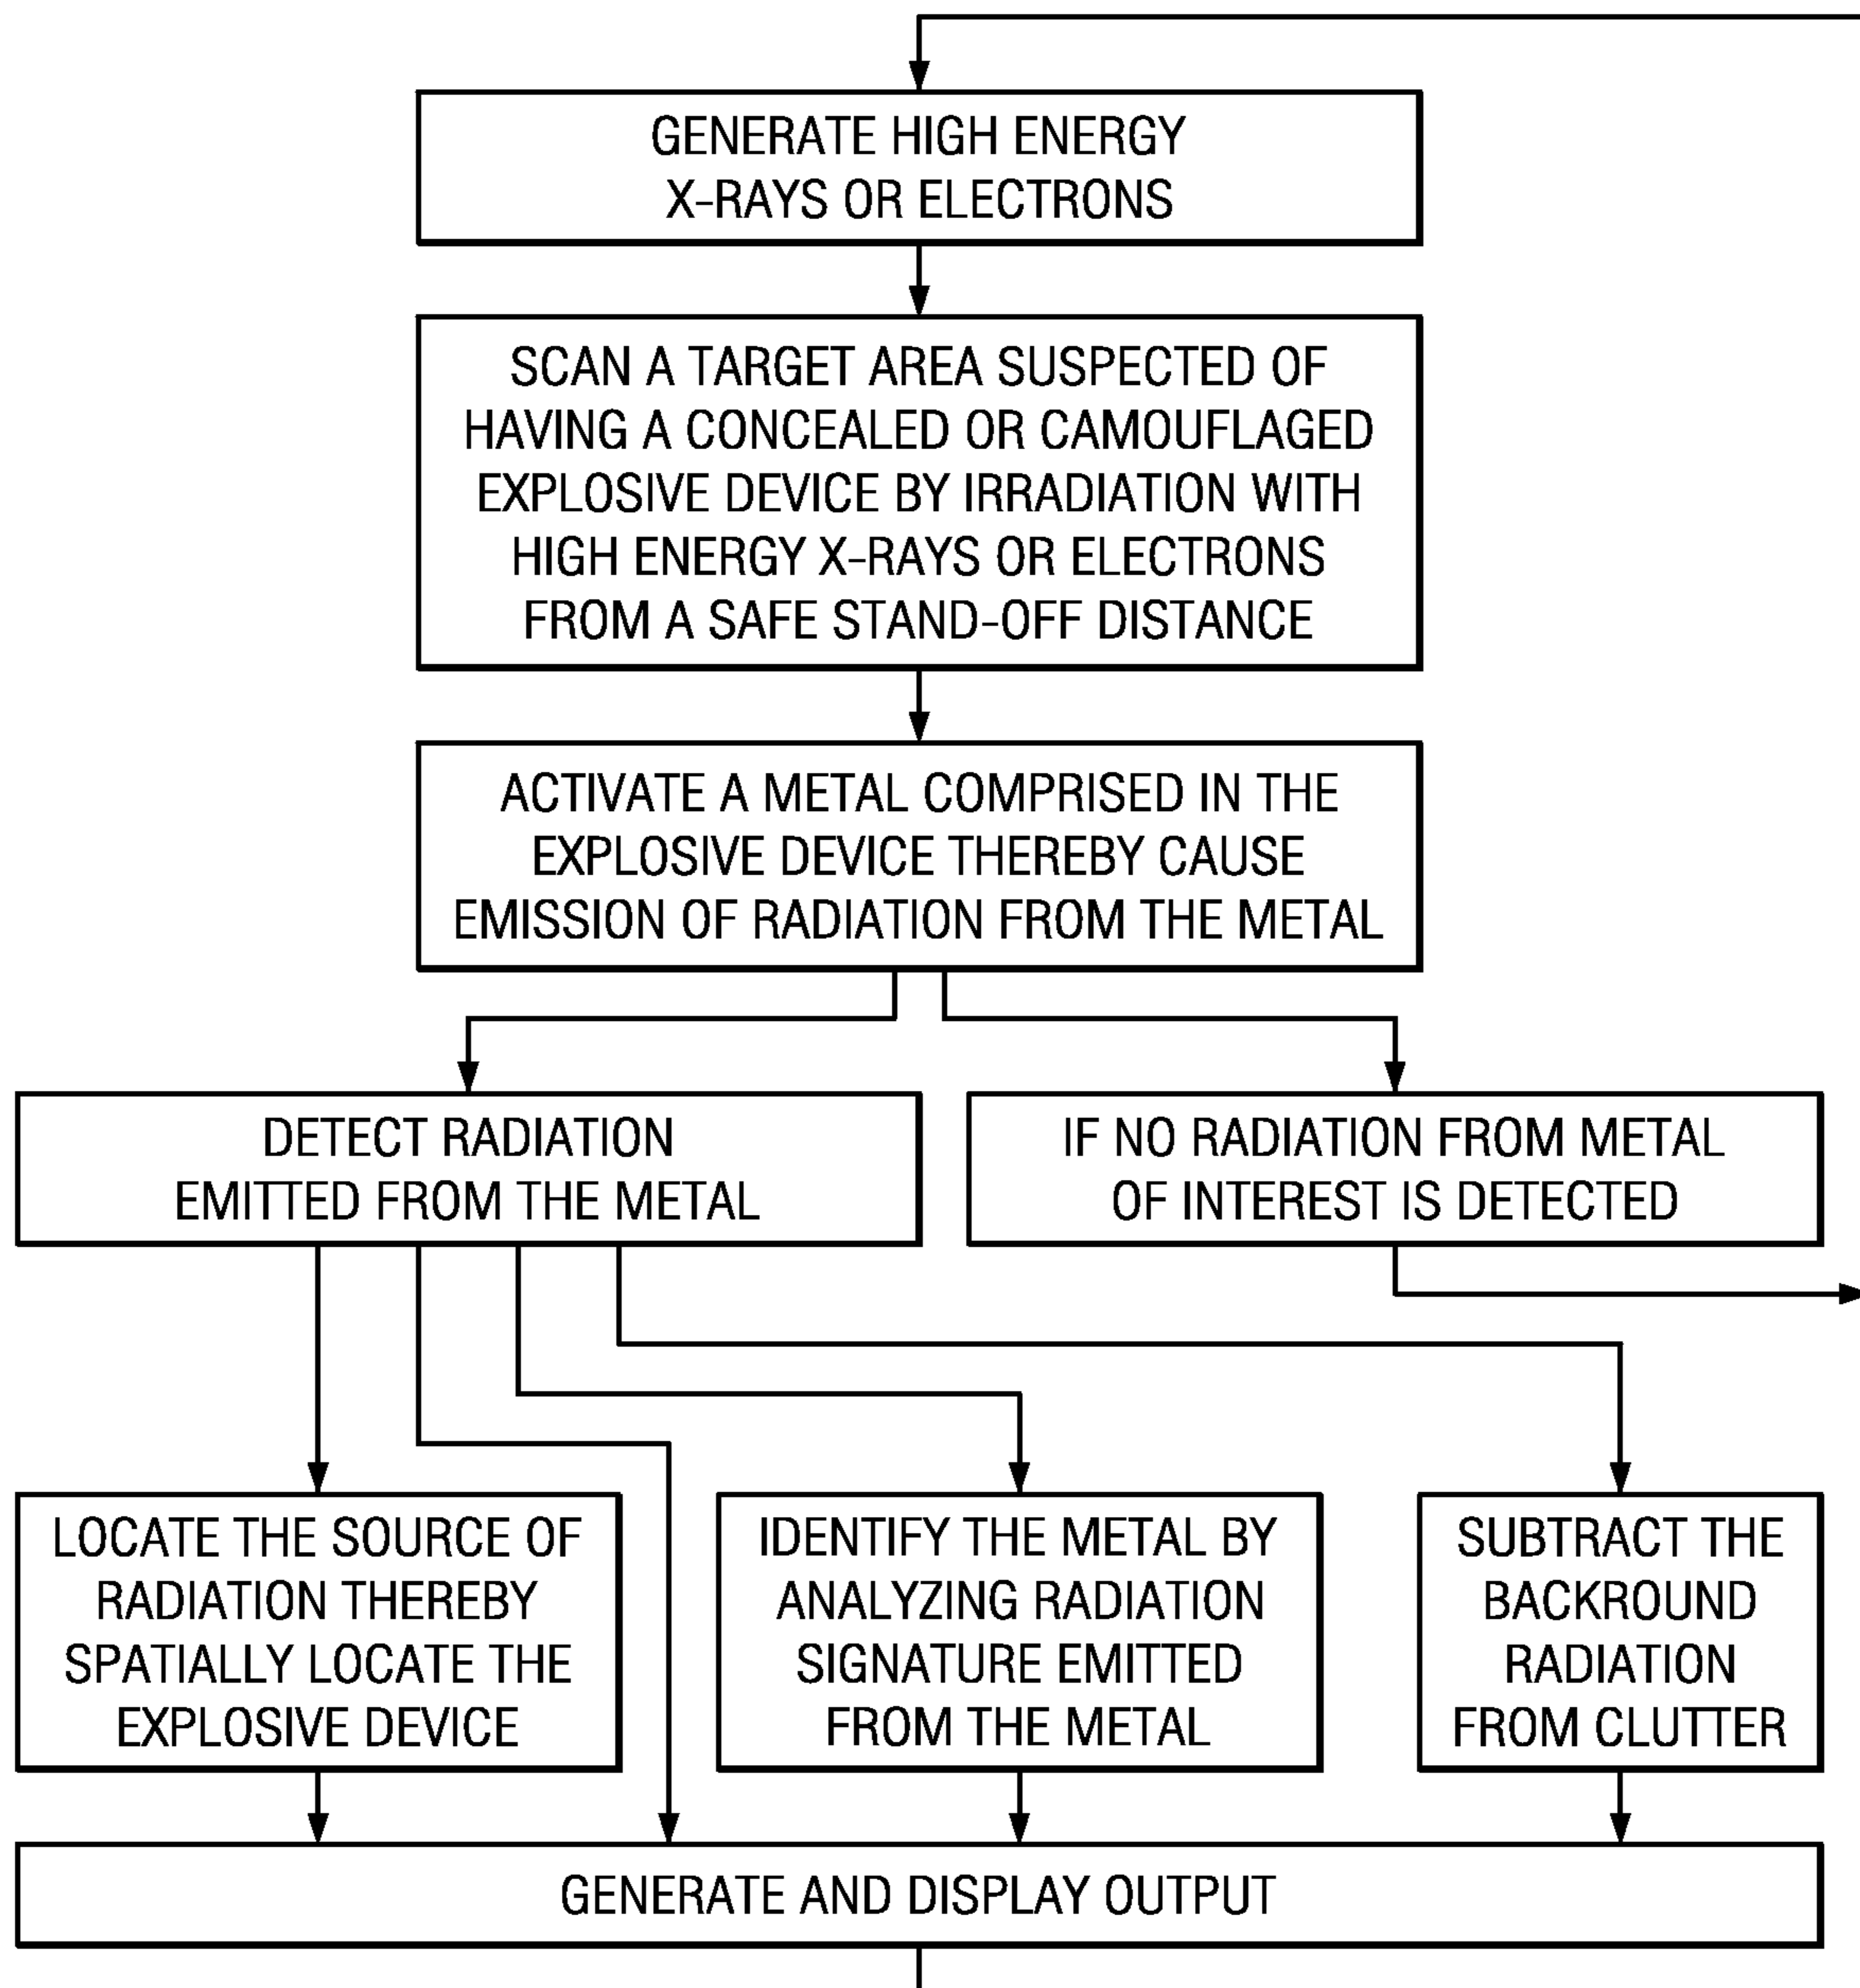 GENERATE HIGH ENERGY
X-RAYS OR ELECTRONS
SCAN A TARGET AREA SUSPECTED OF
HAVING A CONCEALED OR CAMOUFLAGED
EXPLOSIVE DEVICE BY IRRADIATION WITH
HIGH ENERGY X-RAYS OR ELECTRONS
FROM A SAFE STAND-OFF DISTANCE
ACTIVATE A METAL COMPRISED IN THE
EXPLOSIVE DEVICE THEREBY CAUSE
EMISSION OF RADIATION FROM THE METAL
DETECT RADIATION
EMITTED FROM THE METAL
IF NO RADIATION FROM METAL
OF INTEREST IS DETECTED
LOCATE THE SOURCE OF
RADIATION THEREBY
SPATIALLY LOCATE THE
EXPLOSIVE DEVICE
IDENTIFY THE METAL BY
ANALYZING RADIATION
SIGNATURE EMITTED
FROM THE METAL
SUBTRACT THE
BACKROUND
RADIATION
FROM CLUTTER
GENERATE AND DISPLAY OUTPUT